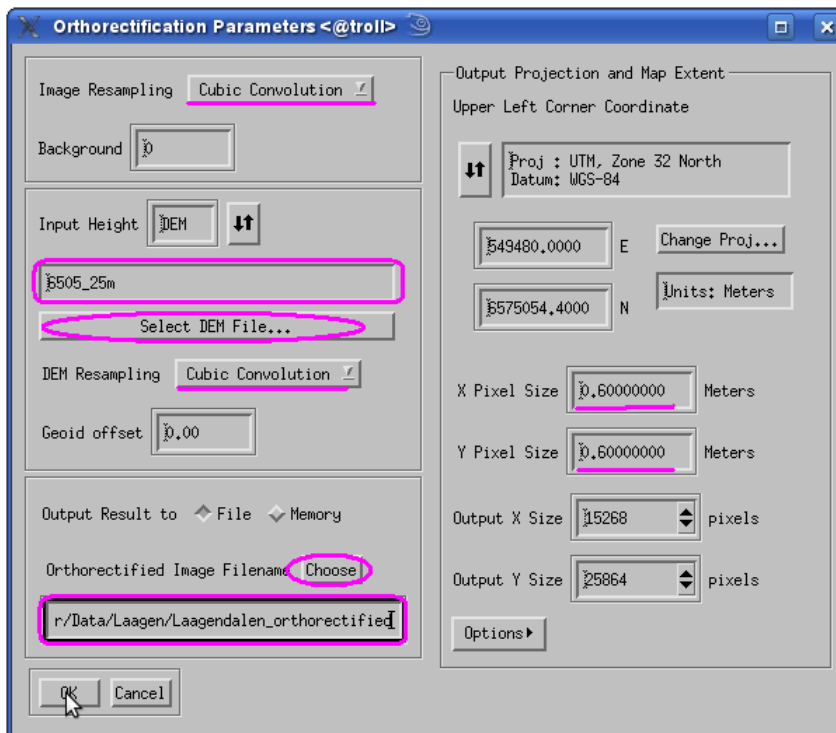 Orthorectification Parameters <@troll>
Image Resampling Cubic Convolution
Background 0
Input Height DEM
6505_25m
Select DEM File...
DEM Resampling Cubic Convolution
Geoid offset 0.00
Output Result to File Memory
Orthorectified Image Filename Choose
r/Data/Laagen/Laagendalen_orthorectified
OK Cancel
Output Projection and Map Extent
Upper Left Corner Coordinate
Proj : UTM, Zone 32 North
Datum: WGS-84
549480.0000 E Change Proj...
6575054.4000 N Units: Meters
X Pixel Size 0.60000000 Meters
Y Pixel Size 0.60000000 Meters
Output X Size 15268 pixels
Output Y Size 25864 pixels
Options